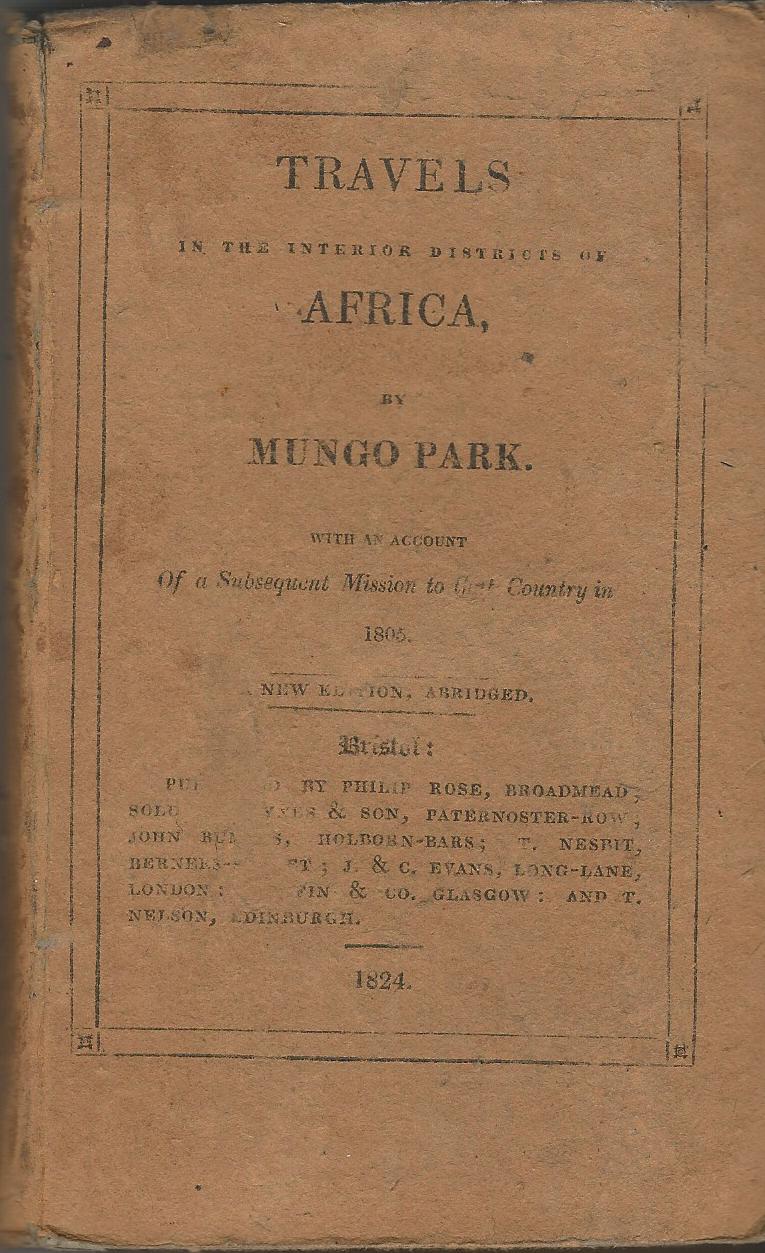 TRAVELS
IN THE INTERIOR DISTRICTS OF
AFRICA,
BY
MUNGO PARK.
WITH AN ACCOUNT
Of a Subsequent Mission to that Country in
1805.
NEW EDITION, ABRIDGED.
Bristol:
BY PHILIP ROSE, BROADMEAD;
SOLD & SON, PATERNOSTER-ROW;
JOHN HOLBORN-BARS; T. NESBIT,
J. & C. EVANS, LONG-LANE,
LONDON: & CO. GLASGOW: AND T.
NELSON, EDINBURGH.
1824.